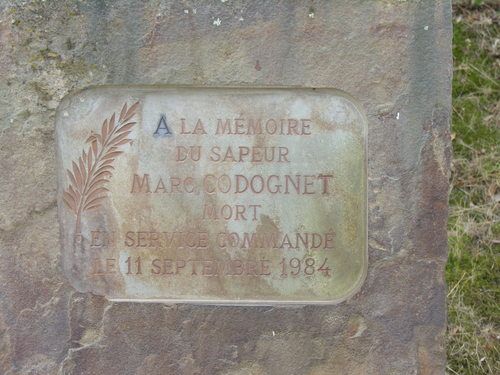 A LA MÉMOIRE
DU SAPEUR
MARC CODOGNET
MORT
EN SERVICE COMMANDÉ
LE 11 SEPTEMBRE 1984